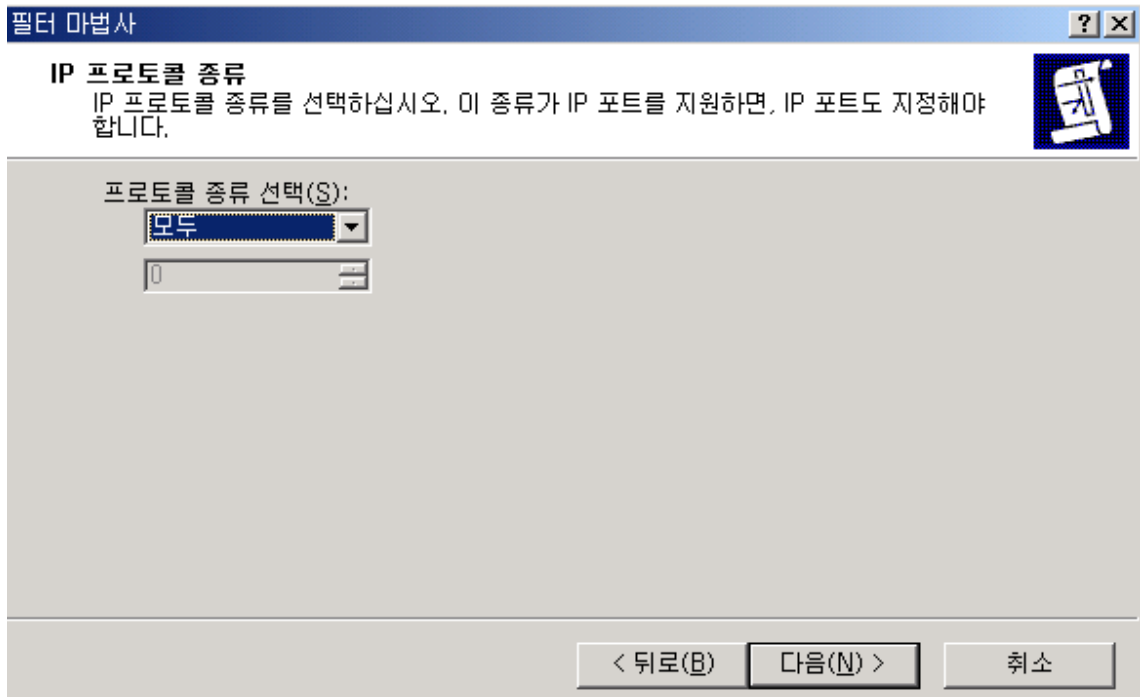 필터 마법사
IP 프로토콜 종류
IP 프로토콜 종류를 선택하십시오. 이 종류가 IP 포트를 지원하면, IP 포트도 지정해야
합니다.
프로토콜 종류 선택(S):
모두
0
< 뒤로(B) 다음(N) > 취소